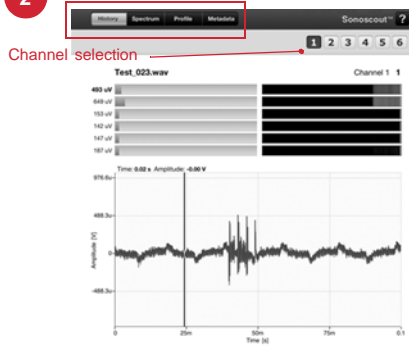 2
History Spectrum Profile Metadata Sonoscout™ ?
Channel selection 1 2 3 4 5 6
Test_023.wav Channel 1 1
493 uV
649 uV
153 uV
142 uV
147 uV
187 uV
Time: 0.02 s Amplitude: -0.00 V
976.6u
488.3u
0
-488.3u
Amplitude [V]
0 25m 50m 75m 0.1
Time [s]